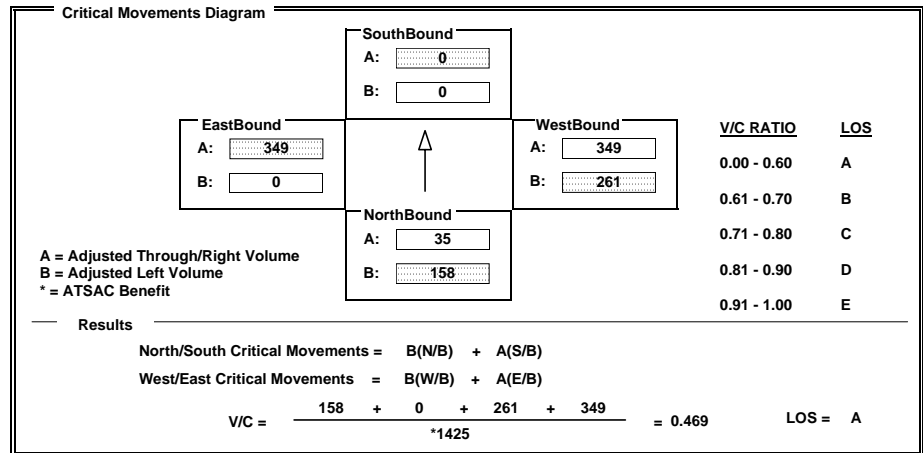 Critical Movements Diagram
SouthBound
A: 0
B: 0
EastBound
A: 349
B: 0
WestBound
A: 349
B: 261
NorthBound
A: 35
B: 158
V/C RATIO LOS
0.00 - 0.60 A
0.61 - 0.70 B
0.71 - 0.80 C
0.81 - 0.90 D
0.91 - 1.00 E
A = Adjusted Through/Right Volume
B = Adjusted Left Volume
* = ATSAC Benefit
Results
North/South Critical Movements = B(N/B) + A(S/B)
West/East Critical Movements = B(W/B) + A(E/B)
158 + 0 + 261 + 349
V/C = = 0.469 LOS = A
*1425